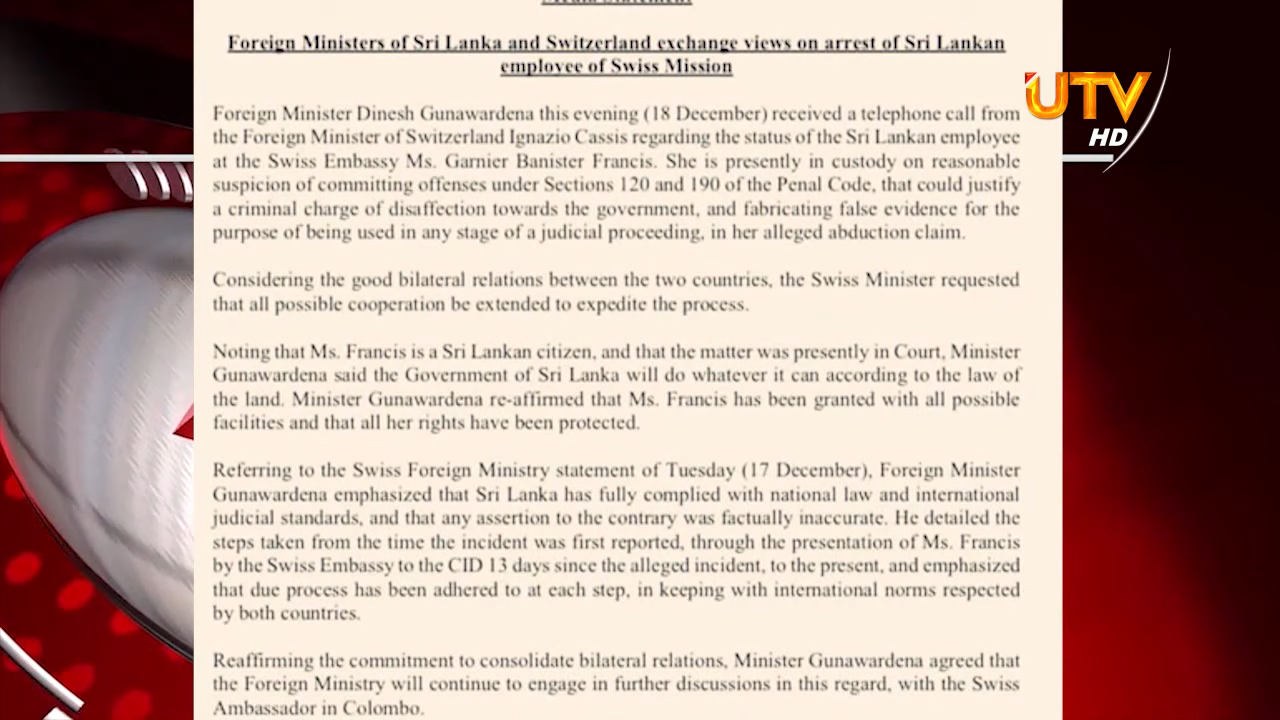 Media Statement
Foreign Ministers of Sri Lanka and Switzerland exchange views on arrest of Sri Lankan
employee of Swiss Mission
Foreign Minister Dinesh Gunawardena this evening (18 December) received a telephone call from
the Foreign Minister of Switzerland Ignazio Cassis regarding the status of the Sri Lankan employee
at the Swiss Embassy Ms. Garnier Banister Francis. She is presently in custody on reasonable
suspicion of committing offenses under Sections 120 and 190 of the Penal Code, that could justify
a criminal charge of disaffection towards the government, and fabricating false evidence for the
purpose of being used in any stage of a judicial proceeding, in her alleged abduction claim.
Considering the good bilateral relations between the two countries, the Swiss Minister requested
that all possible cooperation be extended to expedite the process.
Noting that Ms. Francis is a Sri Lankan citizen, and that the matter was presently in Court, Minister
Gunawardena said the Government of Sri Lanka will do whatever it can according to the law of
the land. Minister Gunawardena re-affirmed that Ms. Francis has been granted with all possible
facilities and that all her rights have been protected.
Referring to the Swiss Foreign Ministry statement of Tuesday (17 December), Foreign Minister
Gunawardena emphasized that Sri Lanka has fully complied with national law and international
judicial standards, and that any assertion to the contrary was factually inaccurate. He detailed the
steps taken from the time the incident was first reported, through the presentation of Ms. Francis
by the Swiss Embassy to the CID 13 days since the alleged incident, to the present, and emphasized
that due process has been adhered to at each step, in keeping with international norms respected
by both countries.
Reaffirming the commitment to consolidate bilateral relations, Minister Gunawardena agreed that
the Foreign Ministry will continue to engage in further discussions in this regard, with the Swiss
Ambassador in Colombo.
UTV
HD